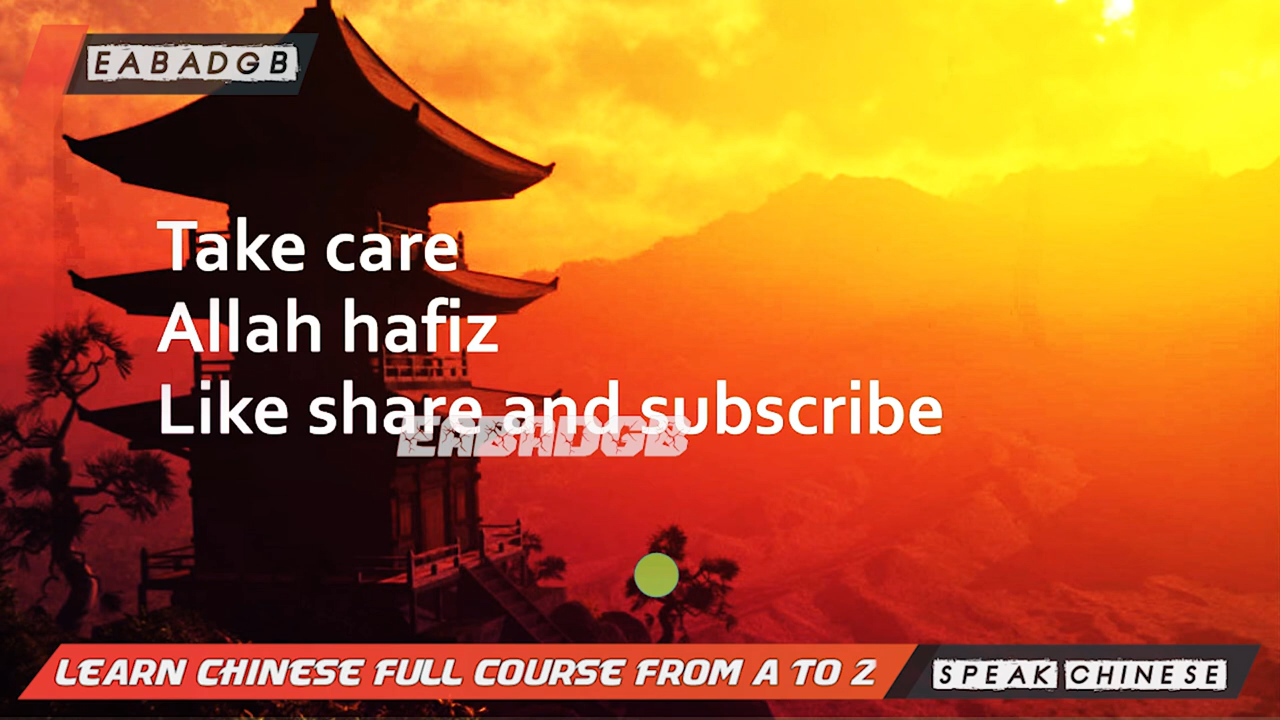 EABADGB
Take care
Allah hafiz
Like share and subscribe
EABADGB
LEARN CHINESE FULL COURSE FROM A TO Z
SPEAK CHINESE